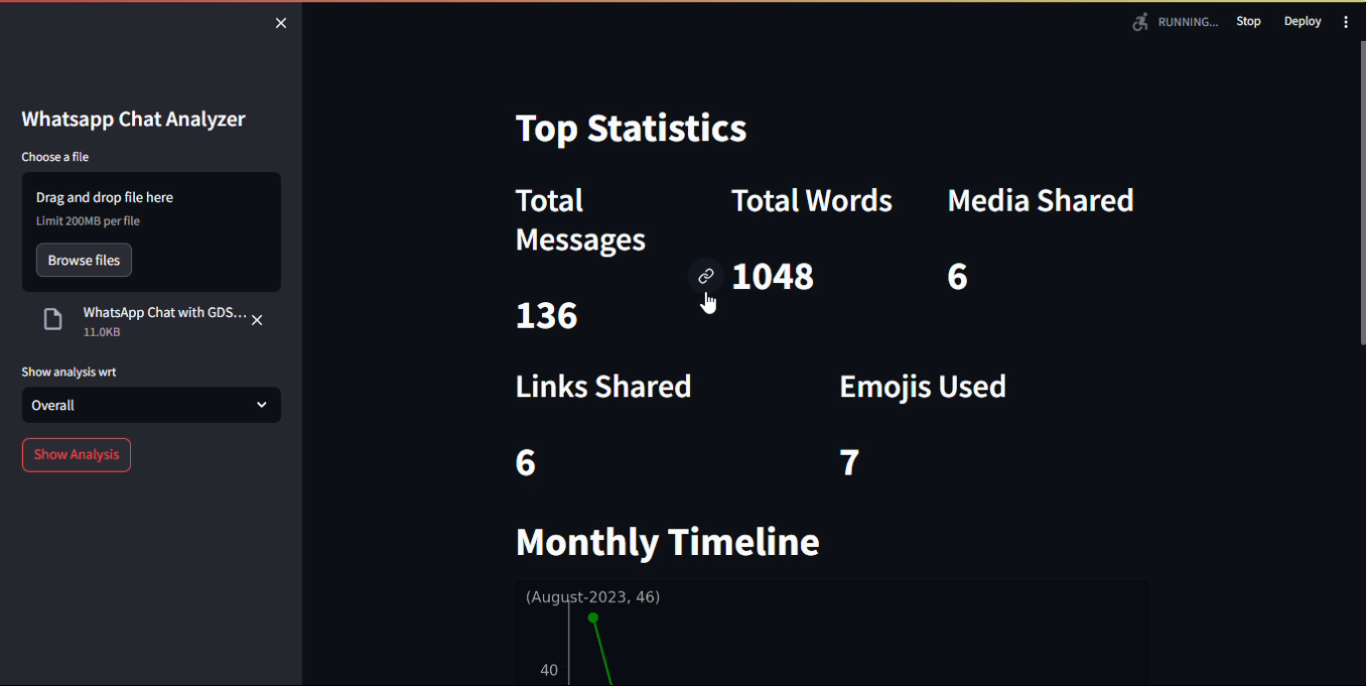 RUNNING...
Stop
Deploy
Whatsapp Chat Analyzer
Choose a file
Drag and drop file here
Limit 200MB per file
Browse files
WhatsApp Chat with GDS...
11.0KB
Show analysis wrt
Overall
Show Analysis
Top Statistics
Total
Messages
136
Total Words
1048
Media Shared
6
Links Shared
6
Emojis Used
7
Monthly Timeline
(August-2023, 46)
40